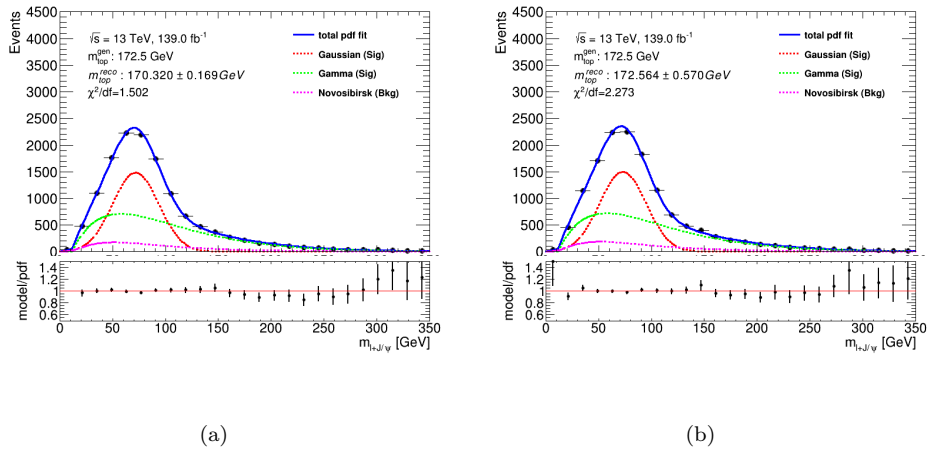 Events
4500
4000
3500
3000
2500
2000
1500
1000
500
0
√s = 13 TeV, 139.0 fb⁻¹
m_top^gen: 172.5 GeV
m_top^reco: 170.320 ± 0.169 GeV
χ²/df=1.502
total pdf fit
Gaussian (Sig)
Gamma (Sig)
Novosibirsk (Bkg)
model/pdf
1.4
1.2
1
0.8
0.6
0 50 100 150 200 250 300 350
m_l+J/ψ [GeV]
(a)
Events
4500
4000
3500
3000
2500
2000
1500
1000
500
0
√s = 13 TeV, 139.0 fb⁻¹
m_top^gen: 172.5 GeV
m_top^reco: 172.564 ± 0.570 GeV
χ²/df=2.273
total pdf fit
Gaussian (Sig)
Gamma (Sig)
Novosibirsk (Bkg)
model/pdf
1.4
1.2
1
0.8
0.6
0 50 100 150 200 250 300 350
m_l+J/ψ [GeV]
(b)